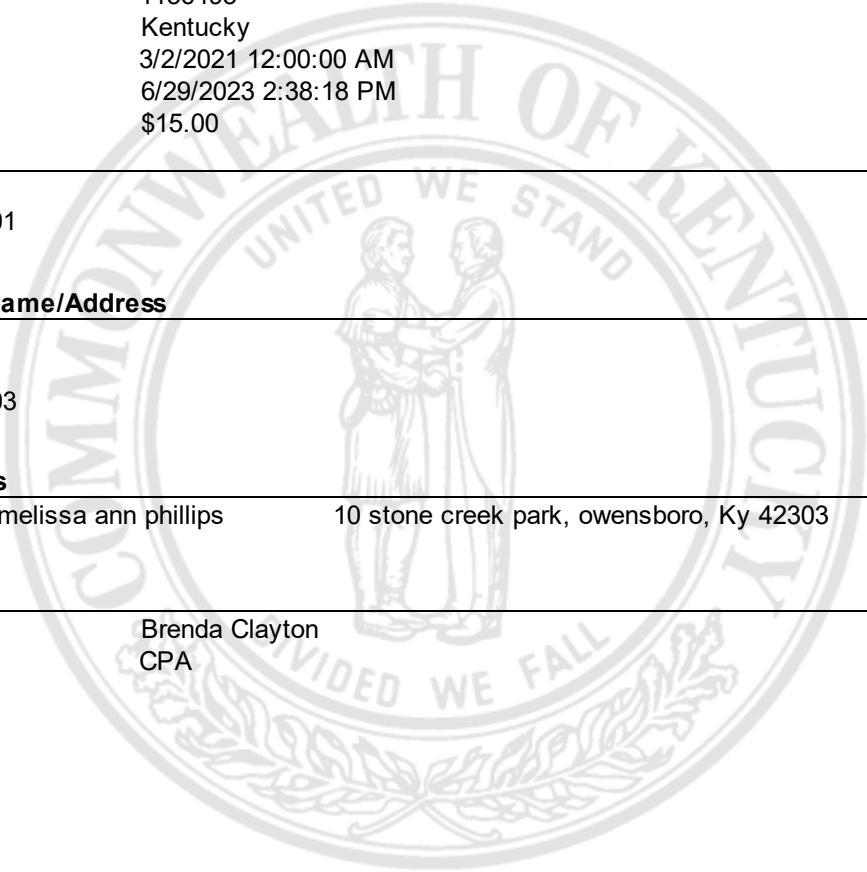 Kentucky
3/2/2021 12:00:00 AM
6/29/2023 2:38:18 PM
$15.00
01
ame/Address
03
s
melissa ann phillips 10 stone creek park, owensboro, Ky 42303
Brenda Clayton
CPA
COMMONWEALTH OF KENTUCKY
UNITED WE STAND
DIVIDED WE FALL